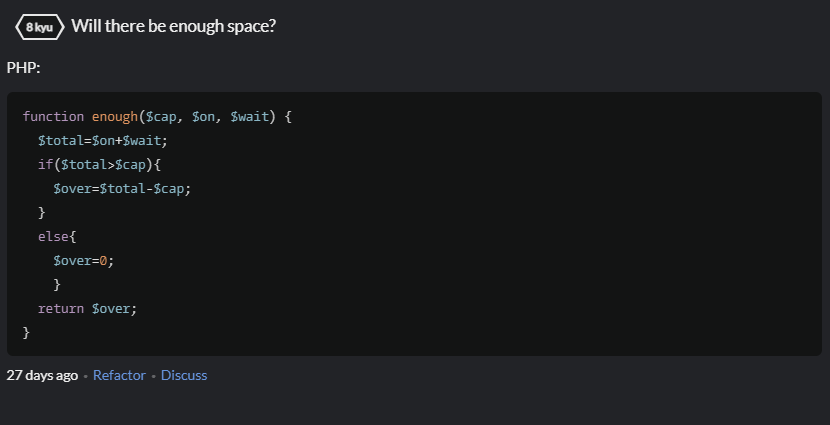 8 kyu Will there be enough space?
PHP:
function enough($cap, $on, $wait) {
  $total=$on+$wait;
  if($total>$cap){
    $over=$total-$cap;
  }
  else{
    $over=0;
    }
  return $over;
}
27 days ago • Refactor • Discuss